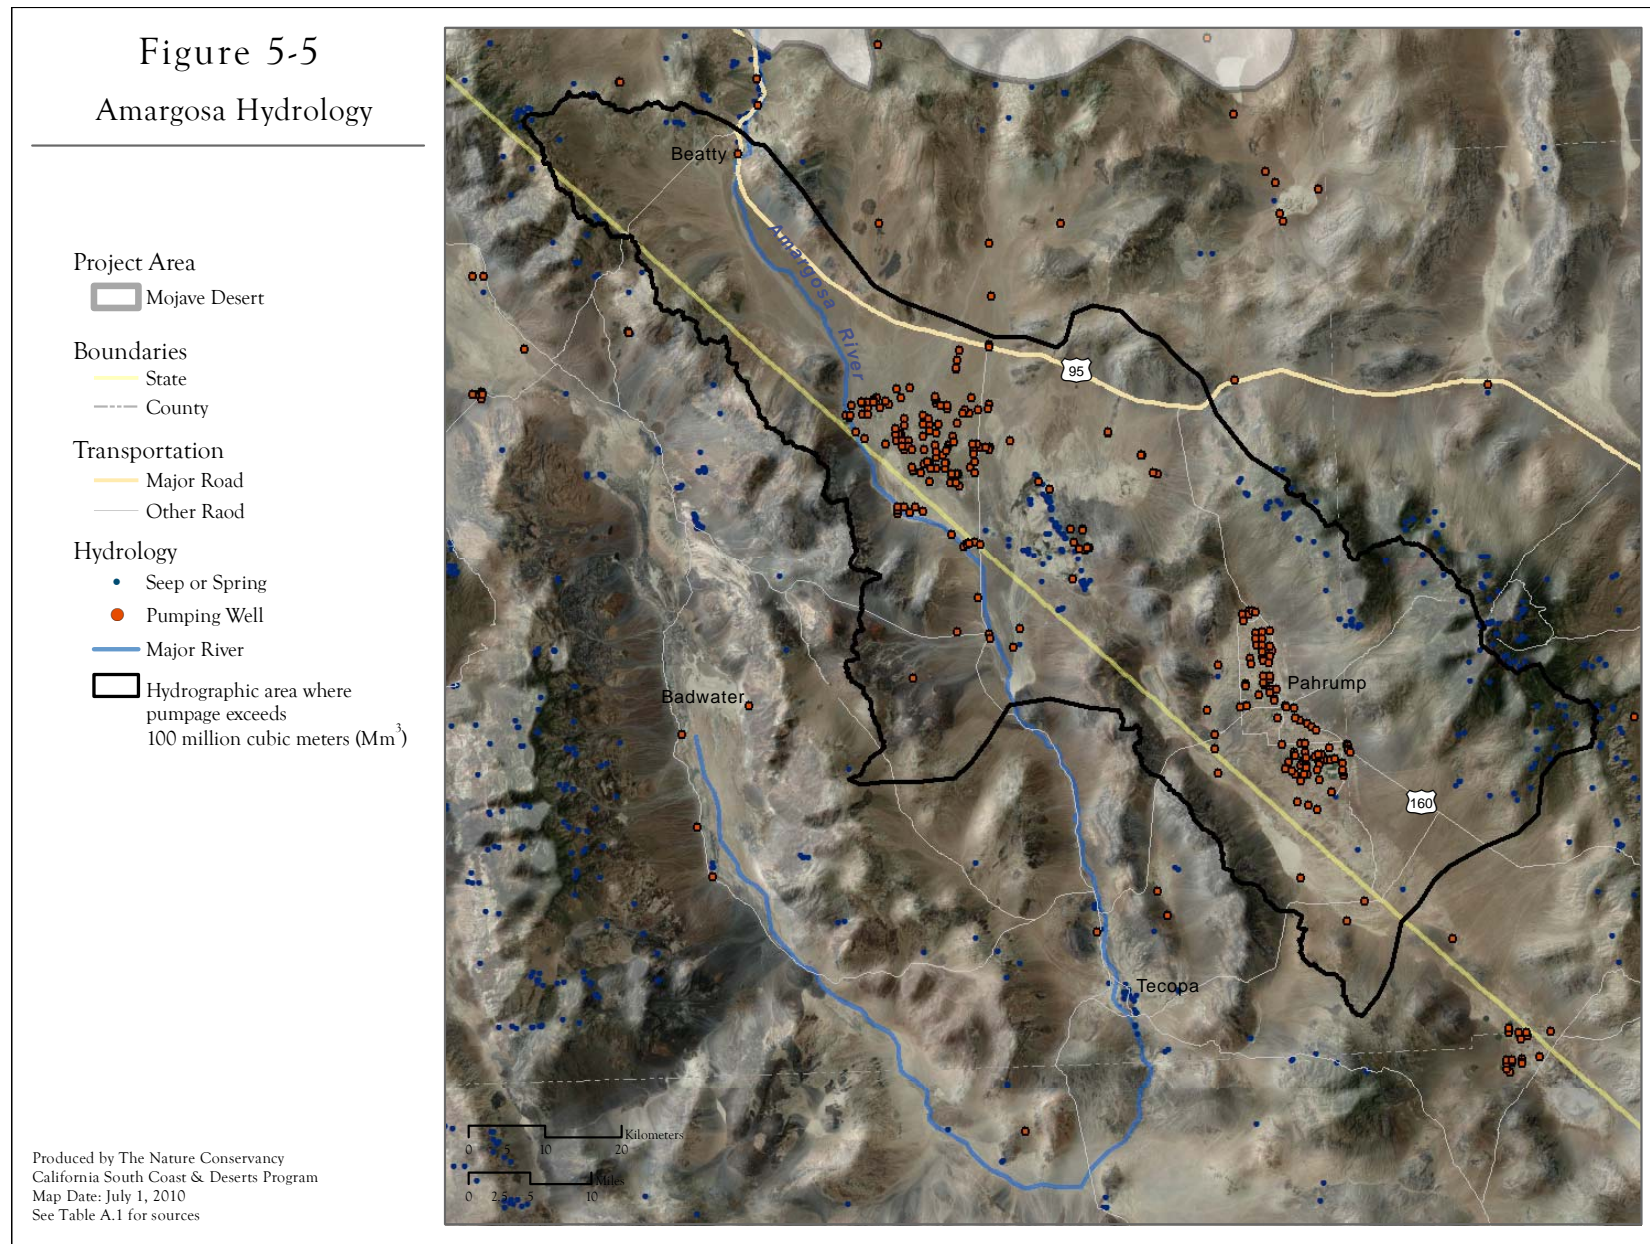 Figure 5-5
Amargosa Hydrology
Project Area
Mojave Desert
Boundaries
State
County
Transportation
Major Road
Other Raod
Hydrology
Seep or Spring
Pumping Well
Major River
Hydrographic area where
pumpage exceeds
100 million cubic meters (Mm³)
Produced by The Nature Conservancy
California South Coast & Deserts Program
Map Date: July 1, 2010
See Table A.1 for sources
Beatty
Amargosa River
95
Badwater
Pahrump
160
Tecopa
Kilometers
0 5 10 20
Miles
0 2.5 5 10